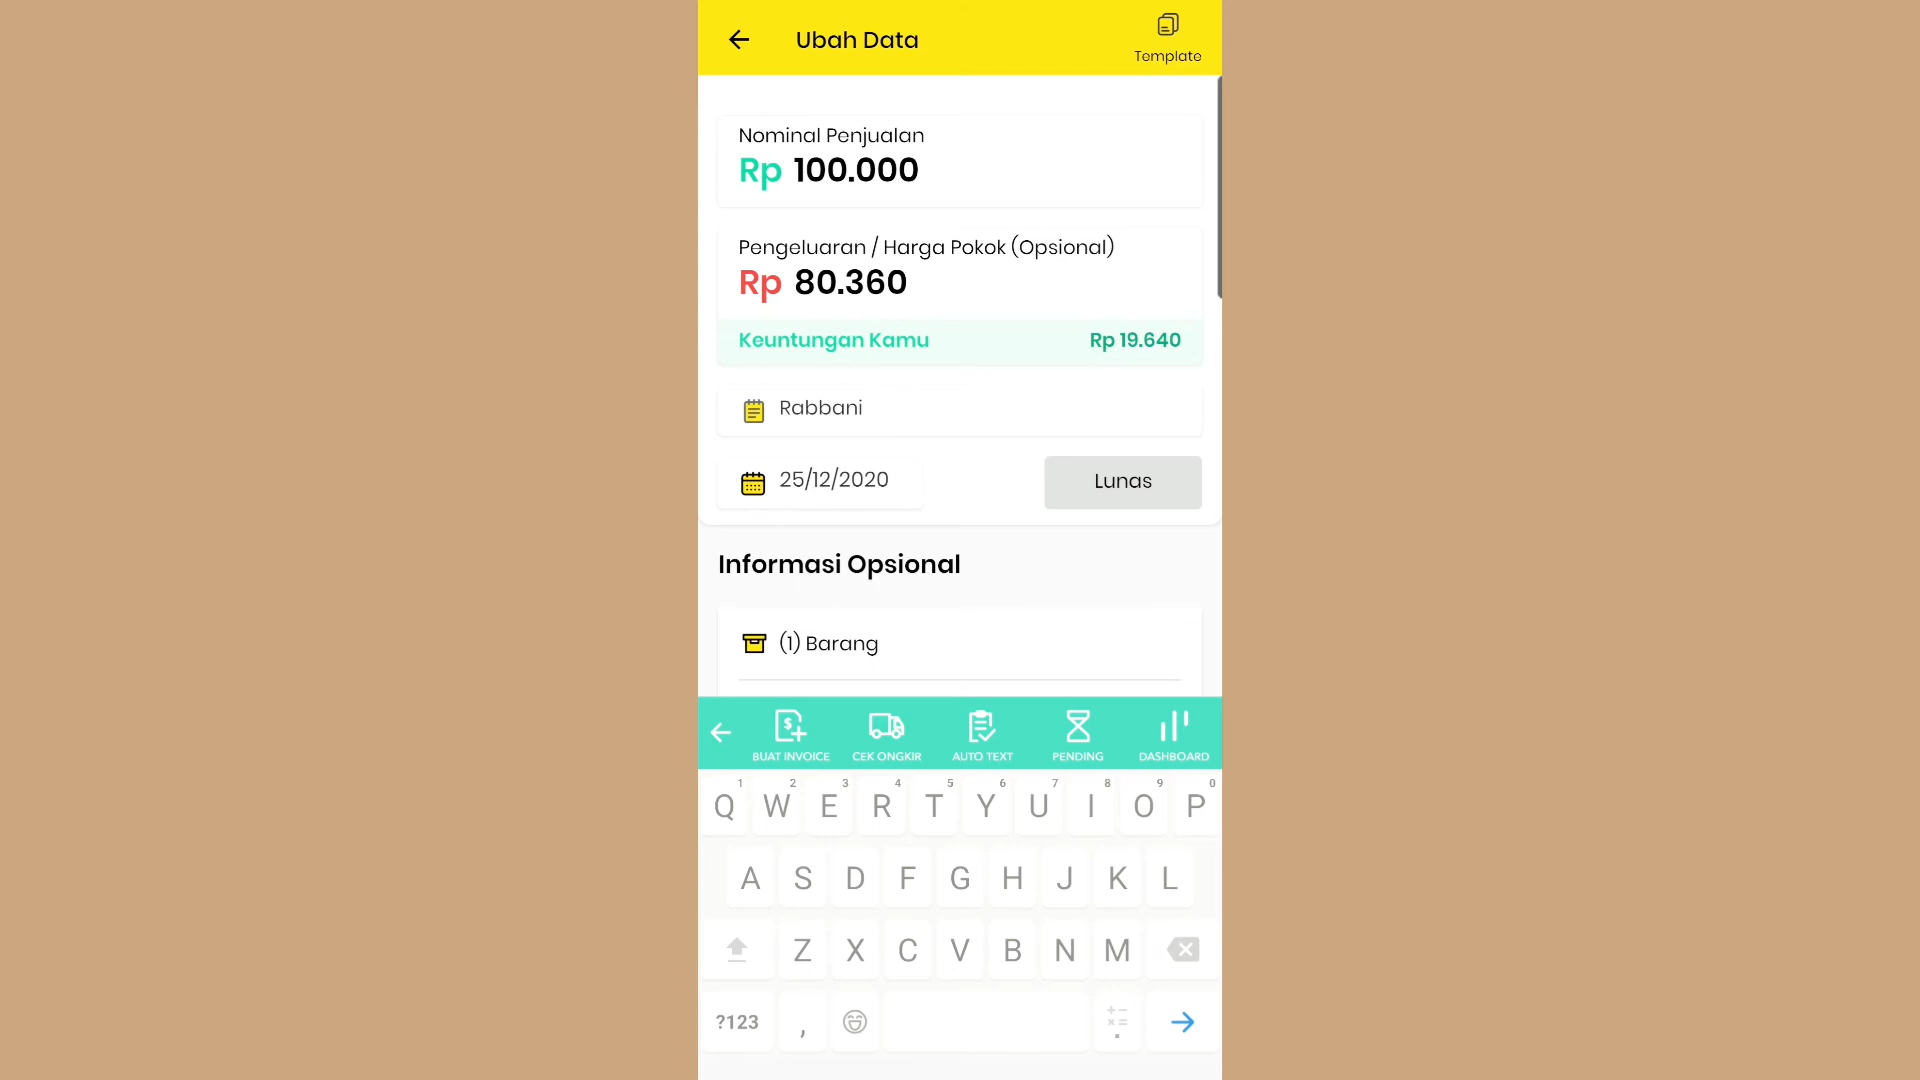 Ubah Data
Template
Nominal Penjualan
Rp 100.000
Pengeluaran / Harga Pokok (Opsional)
Rp 80.360
Keuntungan Kamu Rp 19.640
Rabbani
25/12/2020 Lunas
Informasi Opsional
(1) Barang
BUAT INVOICE CEK ONGKIR AUTO TEXT PENDING DASHBOARD
1 2 3 4 5 6 7 8 9 0
Q W E R T Y U I O P
A S D F G H J K L
Z X C V B N M
?123 , .